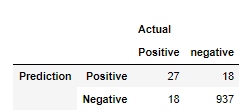 Actual
Positive negative
Prediction Positive 27 18
Negative 18 937